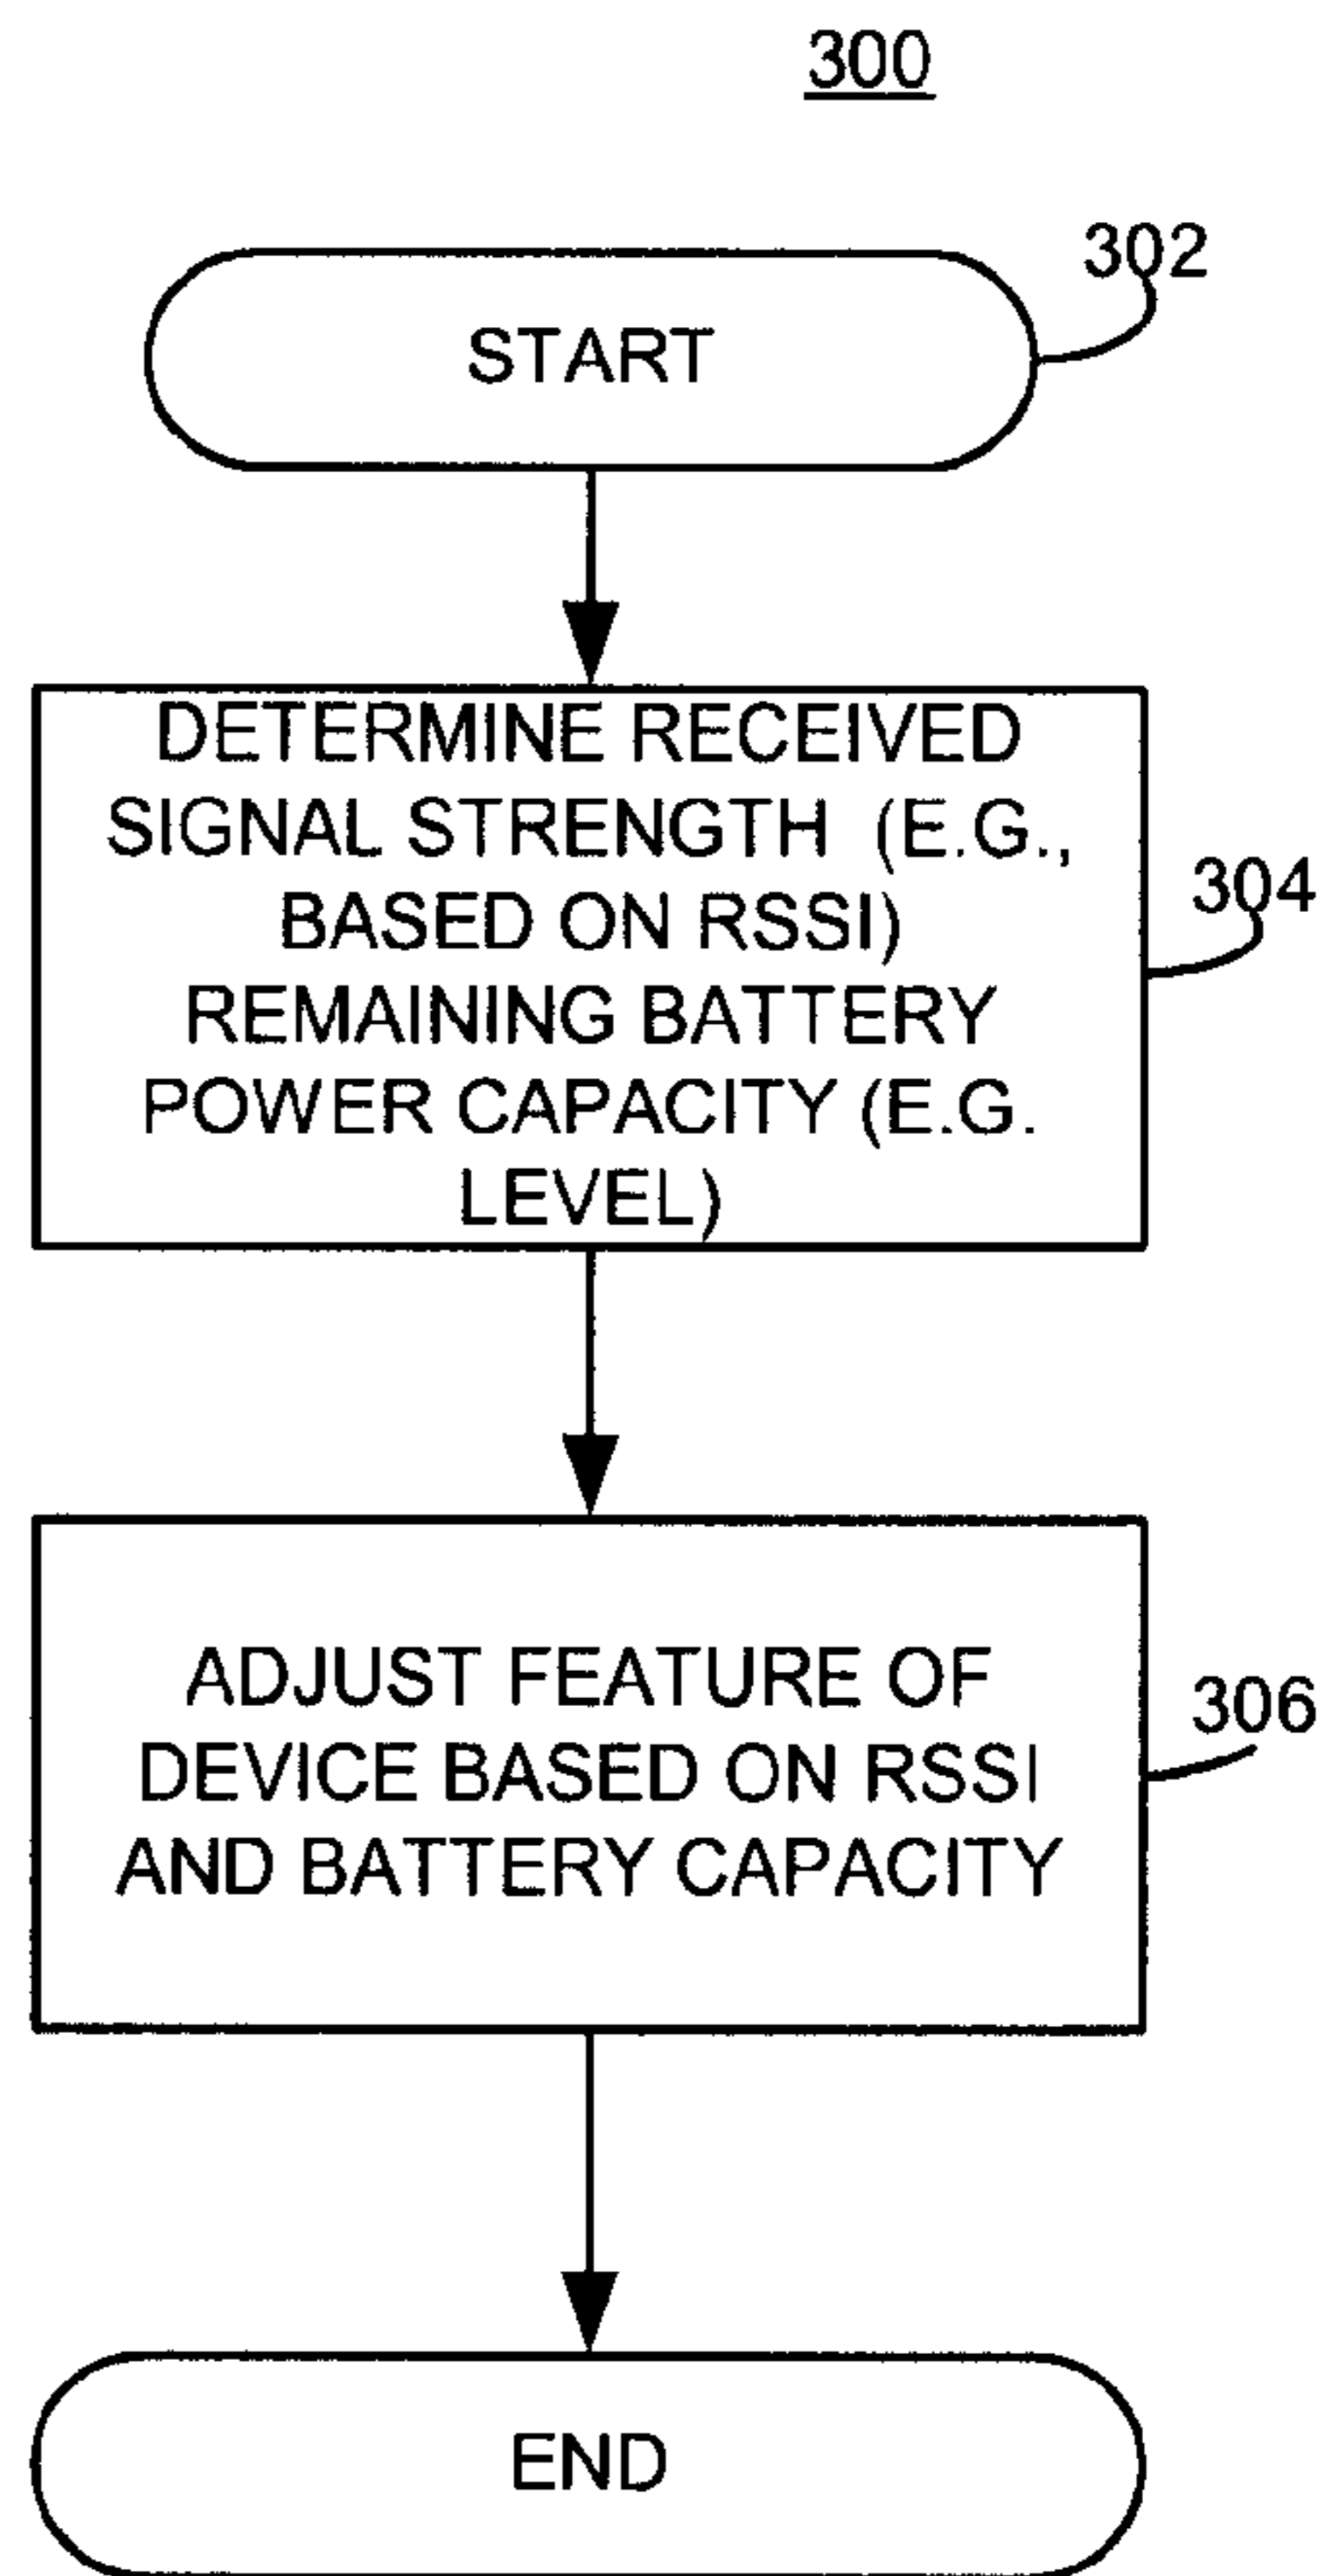 300
302
START
DETERMINE RECEIVED
SIGNAL STRENGTH (E.G.,
BASED ON RSSI)
REMAINING BATTERY
POWER CAPACITY (E.G.
LEVEL)
304
ADJUST FEATURE OF
DEVICE BASED ON RSSI
AND BATTERY CAPACITY
306
END